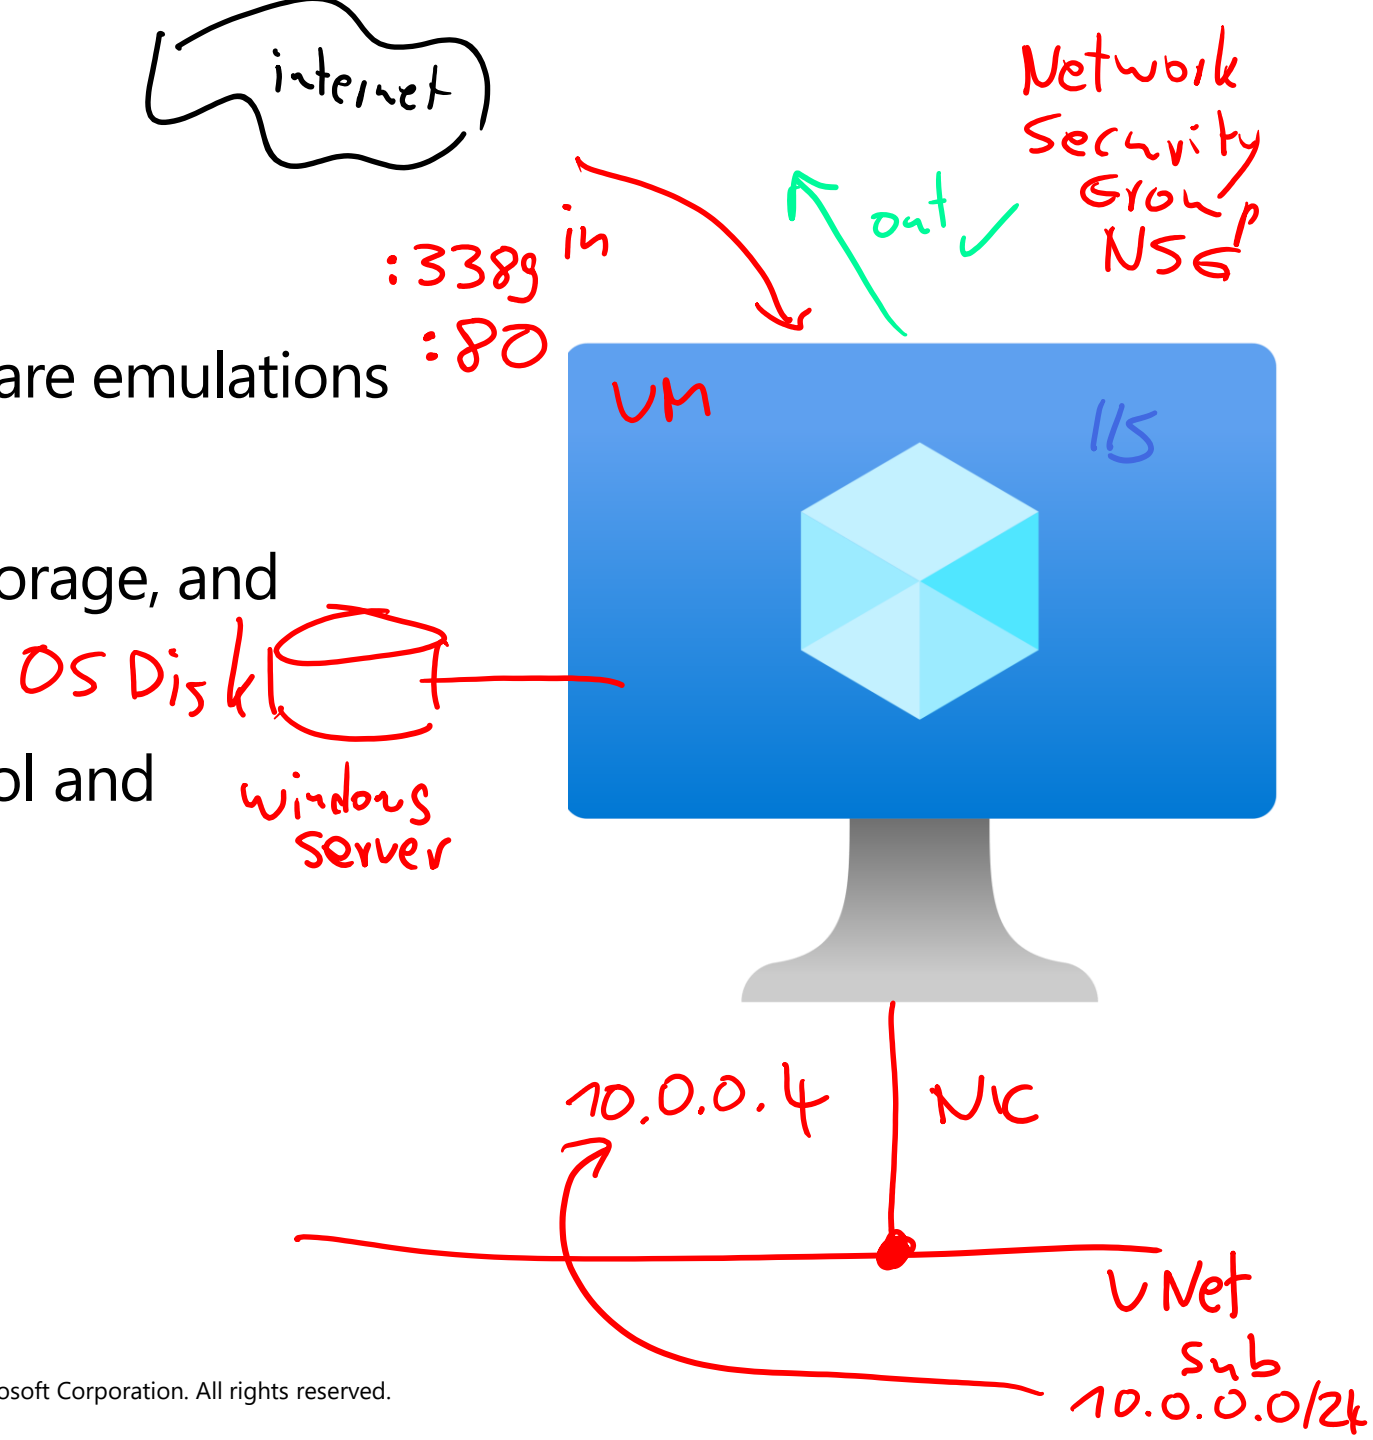 internet
Network
Security
Group
NSG
out
in
:3389
:80
are emulations
VM
IIS
orage, and
OS Disk
ol and
windows
server
10.0.0.4
NIC
VNet
Sub
10.0.0.0/24
osoft Corporation. All rights reserved.